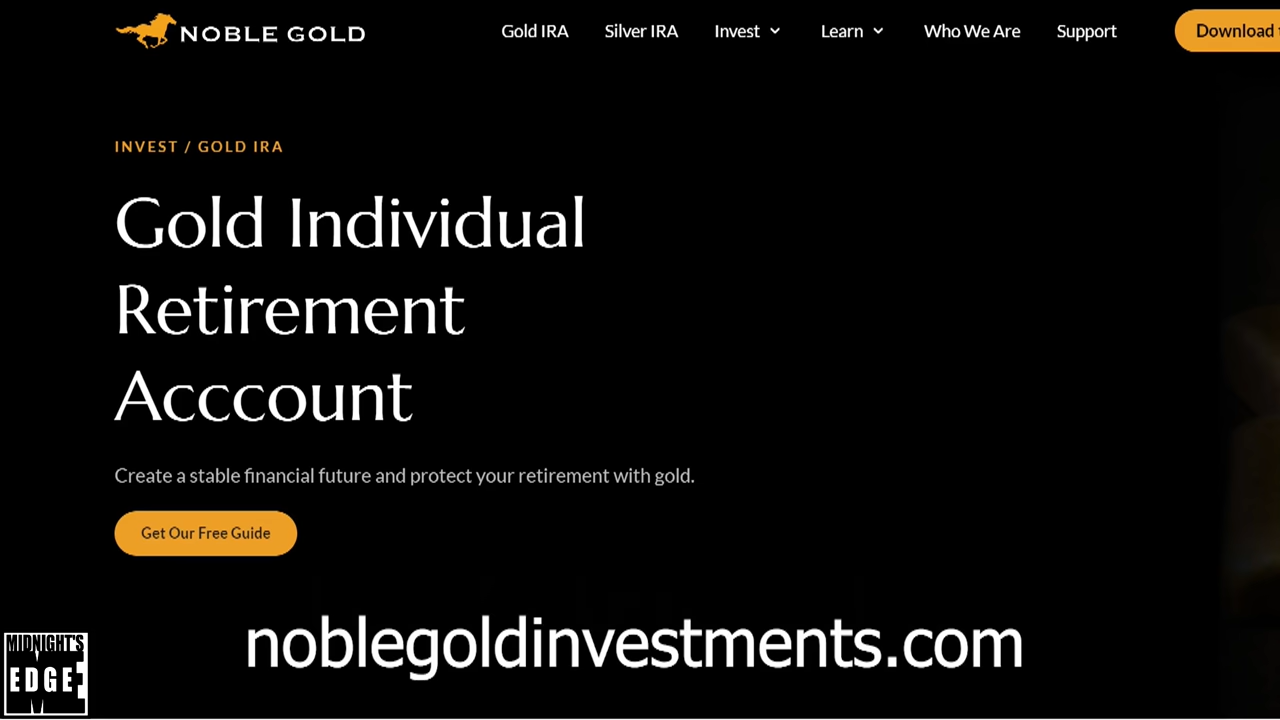 NOBLE GOLD
Gold IRA Silver IRA Invest Learn Who We Are Support Download
INVEST / GOLD IRA
Gold Individual
Retirement
Acccount
Create a stable financial future and protect your retirement with gold.
Get Our Free Guide
noblegoldinvestments.com
MIDNIGHT'S
EDGE